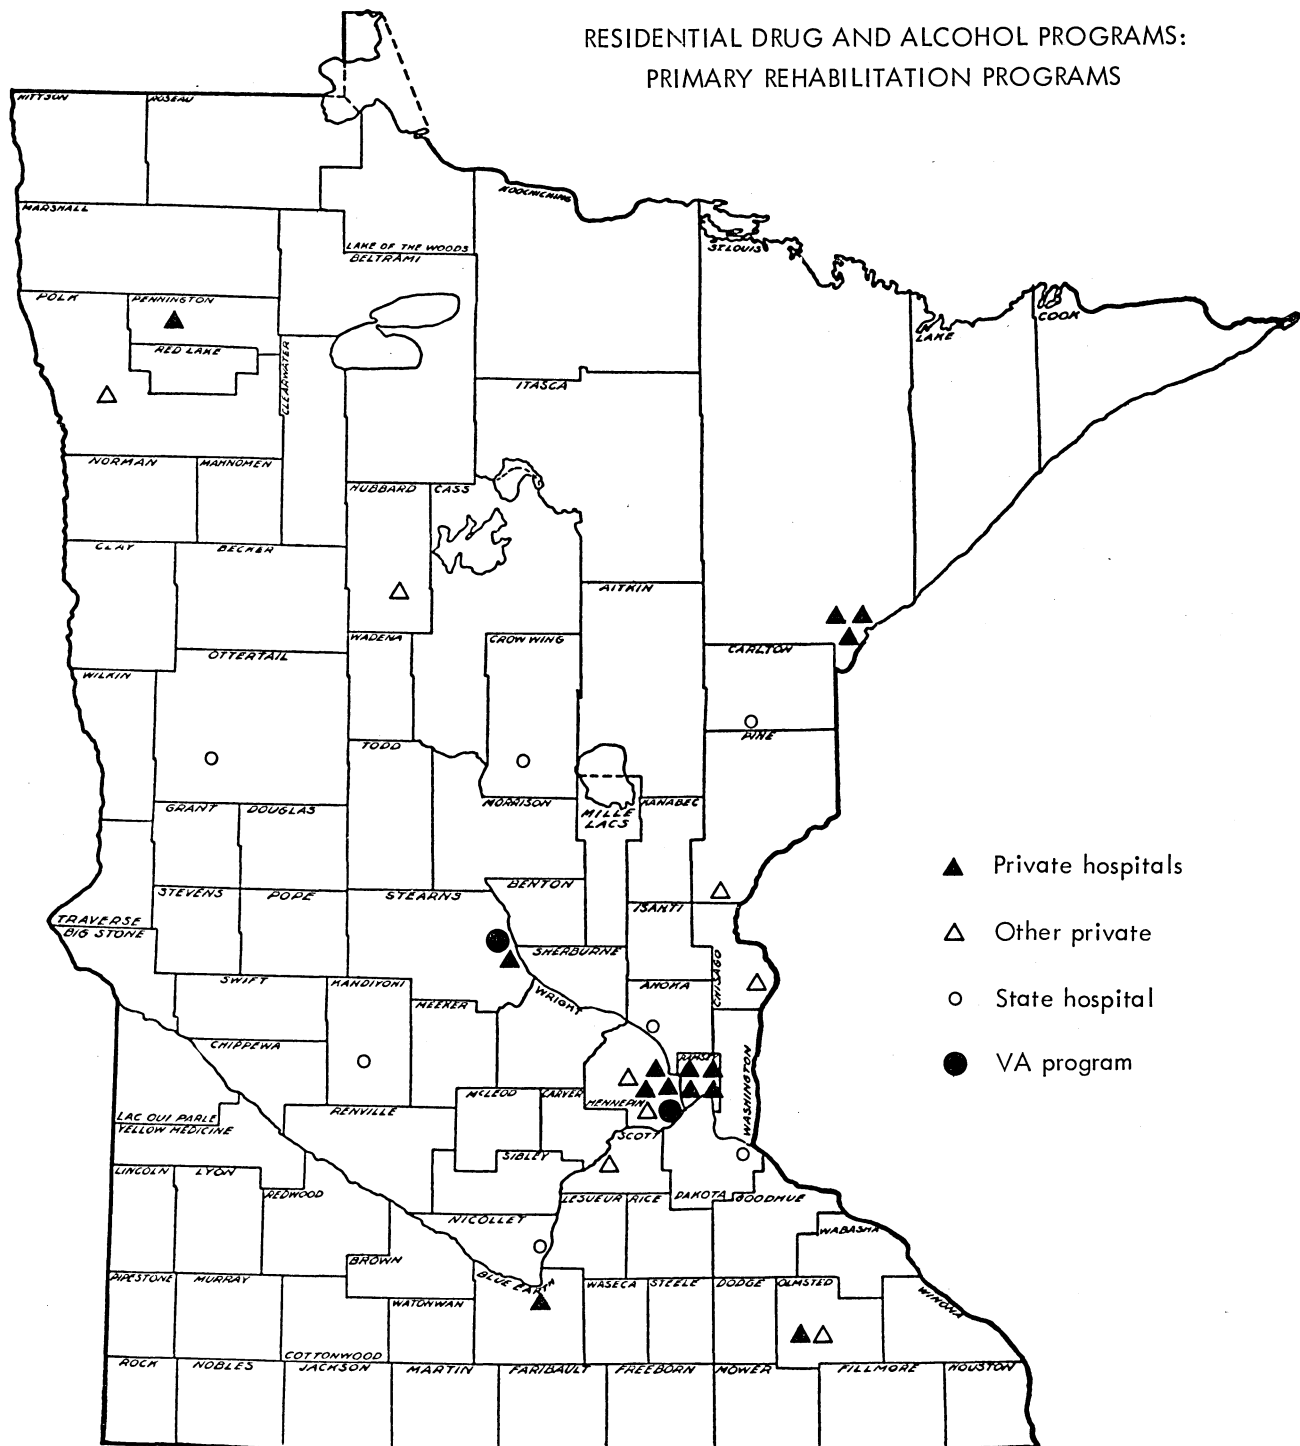 RESIDENTIAL DRUG AND ALCOHOL PROGRAMS:
PRIMARY REHABILITATION PROGRAMS
KITTSON
ROSEAU
KOOCHICHING
MARSHALL
ST. LOUIS
LAKE OF THE WOODS
BELTRAMI
POLK
PENNINGTON
COOK
LAKE
RED LAKE
CLEARWATER
ITASCA
NORMAN
MAHNOMEN
HUBBARD
CASS
CLAY
BECKER
AITKIN
WADENA
CROW WING
CARLTON
OTTERTAIL
WILKIN
PINE
TODD
GRANT
DOUGLAS
MORRISON
MILLE
LACS
KANABEC
Private hospitals
STEVENS
POPE
STEARNS
BENTON
ISANTI
TRAVERSE
BIG STONE
Other private
SHERBURNE
CHISAGO
SWIFT
KANDIYOHI
MEEKER
WRIGHT
ANOKA
State hospital
CHIPPEWA
RAMSEY
VA program
WASHINGTON
McLEOD
CARVER
HENNEPIN
LAC QUI PARLE
RENVILLE
YELLOW MEDICINE
SCOTT
SIBLEY
LINCOLN
LYON
REDWOOD
LESUEUR
RICE
DAKOTA
GOODHUE
NICOLLET
WABASHA
BROWN
PIPESTONE
MURRAY
BLUE EARTH
WASECA
STEELE
DODGE
OLMSTED
WINONA
WATONWAN
COTTONWOOD
ROCK
NOBLES
JACKSON
MARTIN
FARIBAULT
FREEBORN
MOWER
FILLMORE
HOUSTON